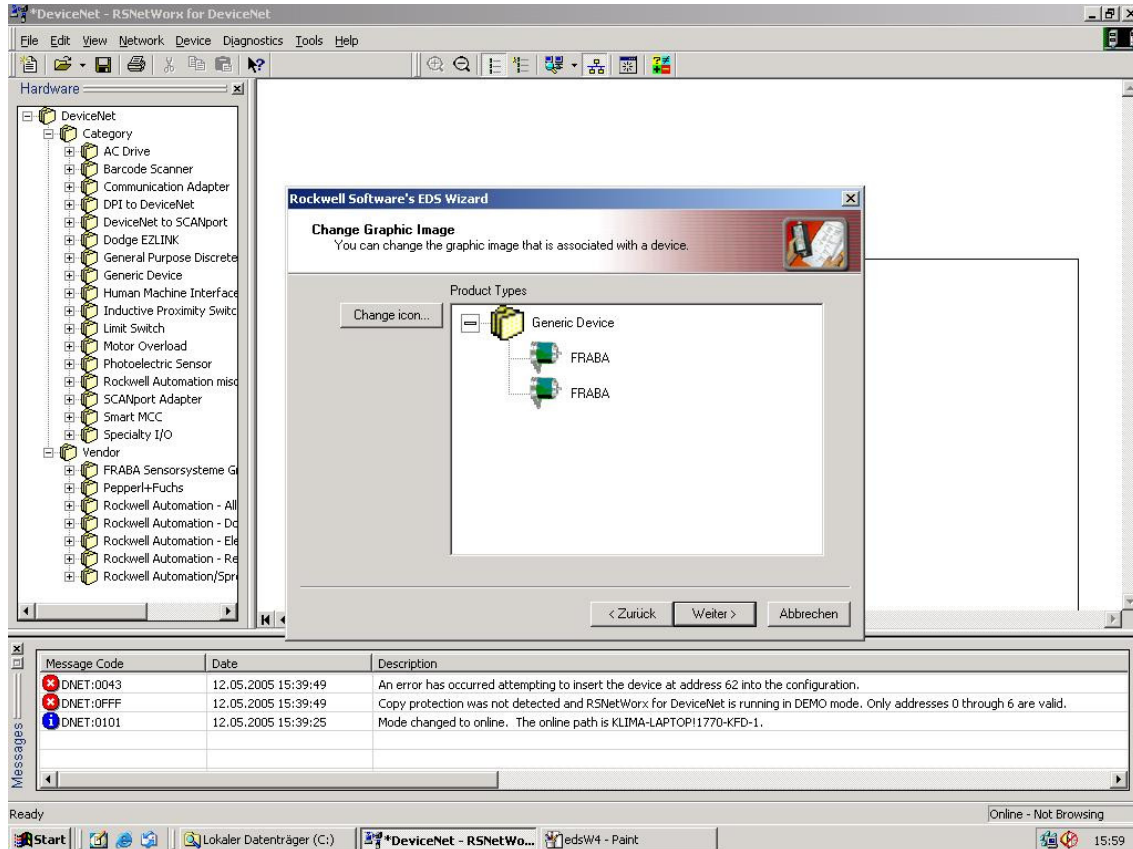 *DeviceNet - RSNetWorx for DeviceNet
File Edit View Network Device Diagnostics Tools Help
Hardware
DeviceNet
Category
AC Drive
Barcode Scanner
Communication Adapter
DPI to DeviceNet
DeviceNet to SCANport
Dodge EZLINK
General Purpose Discrete
Generic Device
Human Machine Interface
Inductive Proximity Switc
Limit Switch
Motor Overload
Photoelectric Sensor
Rockwell Automation misc
SCANport Adapter
Smart MCC
Specialty I/O
Vendor
FRABA Sensorsysteme G
Pepperl+Fuchs
Rockwell Automation - All
Rockwell Automation - Do
Rockwell Automation - Ele
Rockwell Automation - Re
Rockwell Automation/Spr
Rockwell Software's EDS Wizard
Change Graphic Image
You can change the graphic image that is associated with a device.
Product Types
Change icon...
Generic Device
FRABA
FRABA
< Zurück Weiter > Abbrechen
Messages
Message Code Date Description
DNET:0043 12.05.2005 15:39:49 An error has occurred attempting to insert the device at address 62 into the configuration.
DNET:0FFF 12.05.2005 15:39:49 Copy protection was not detected and RSNetWorx for DeviceNet is running in DEMO mode. Only addresses 0 through 6 are valid.
DNET:0101 12.05.2005 15:39:25 Mode changed to online. The online path is KLIMA-LAPTOP!1770-KFD-1.
Ready Online - Not Browsing
Start Lokaler Datenträger (C:) *DeviceNet - RSNetWo... edsW4 - Paint 15:59